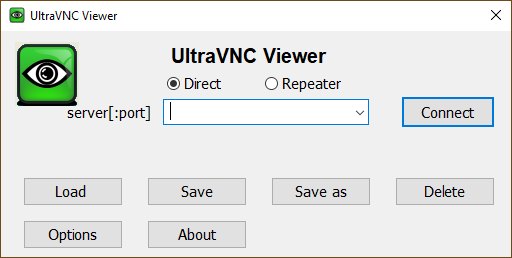 UltraVNC Viewer
UltraVNC Viewer
Direct Repeater
server[:port] Connect
Load Save Save as Delete
Options About